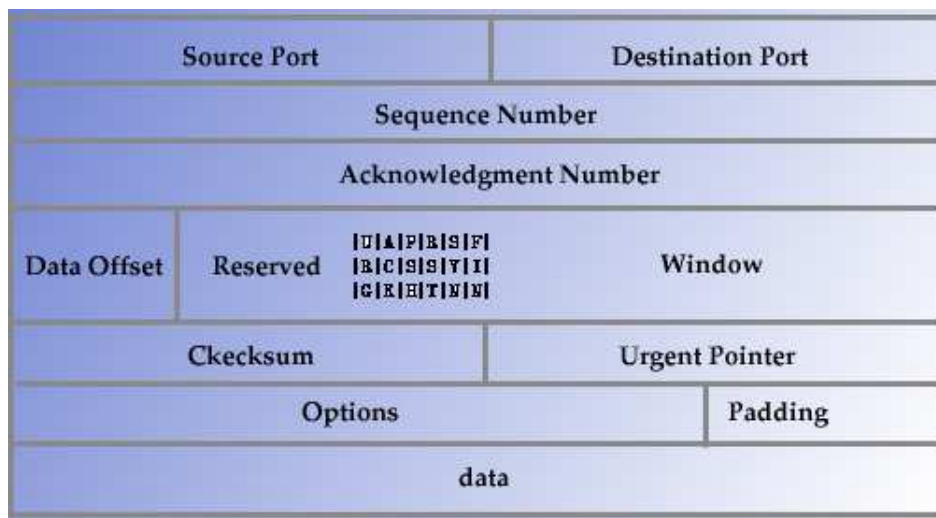 Source Port Destination Port
Sequence Number
Acknowledgment Number
|U|A|P|R|S|F|
Data Offset Reserved |R|C|S|S|Y|I| Window
|G|K|H|T|N|N|
Ckecksum Urgent Pointer
Options Padding
data